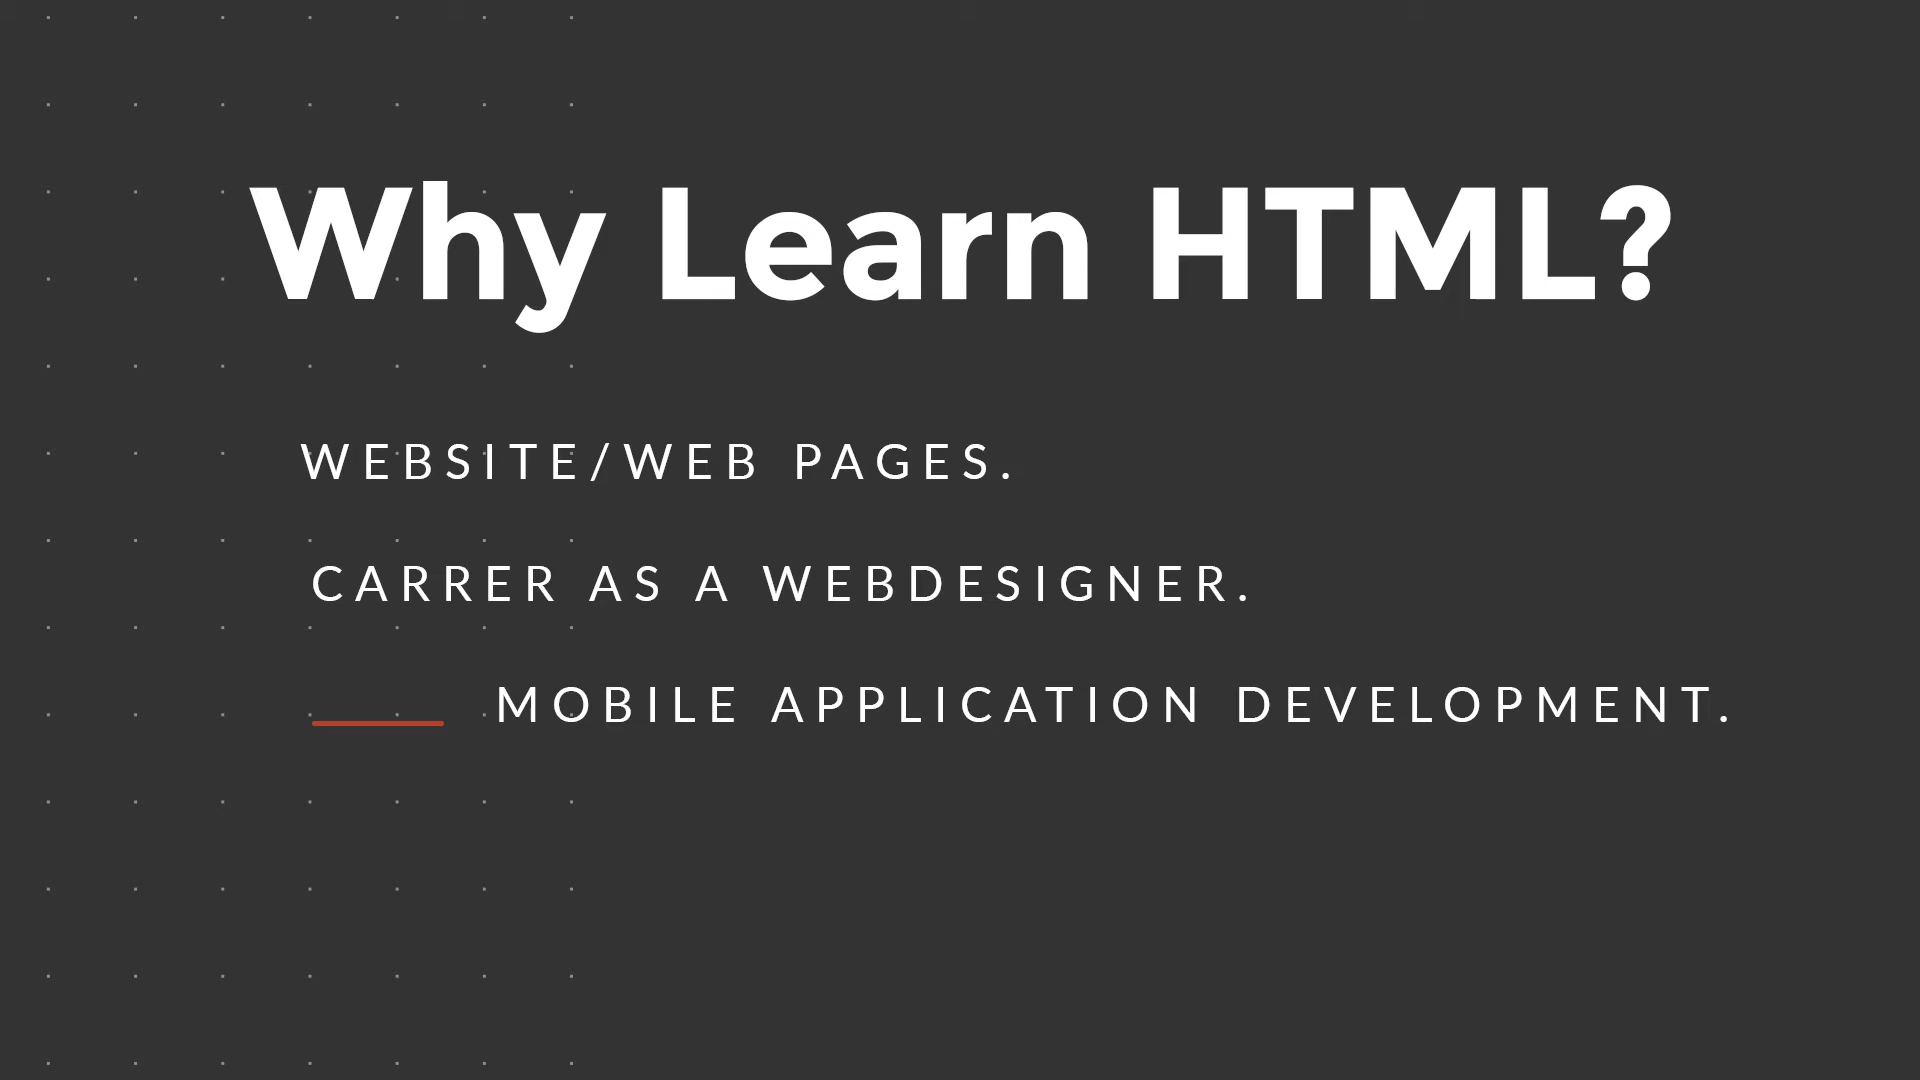 Why Learn HTML?
WEBSITE/WEB PAGES.
CARRER AS A WEBDESIGNER.
MOBILE APPLICATION DEVELOPMENT.